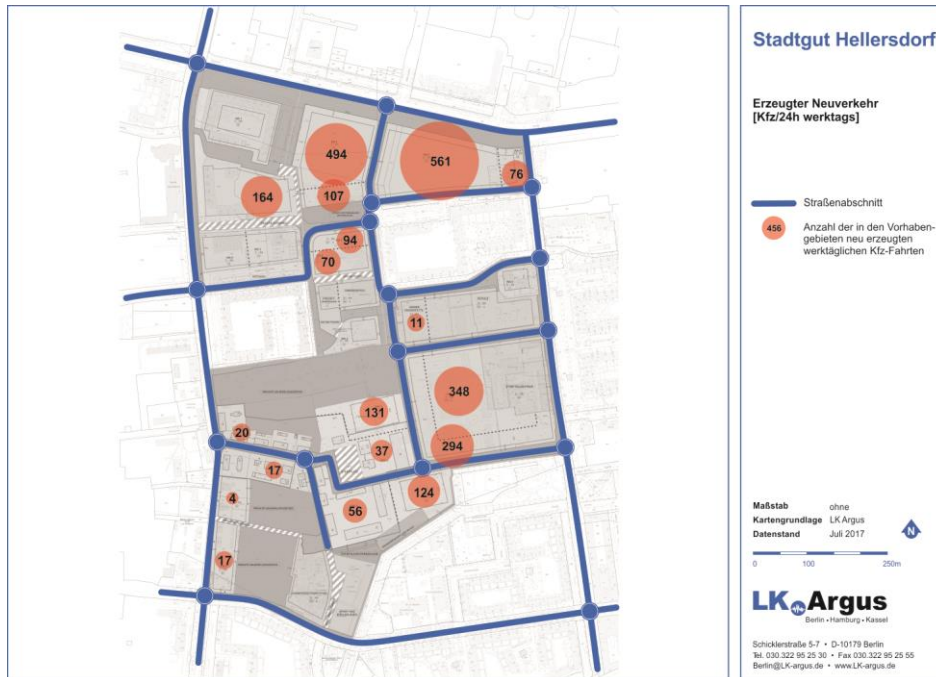 494
561
76
164
107
94
70
11
348
131
294
37
20
17
4
124
56
17
Stadtgut Hellersdorf
Erzeugter Neuverkehr
[Kfz/24h werktags]
Straßenabschnitt
456
Anzahl der in den Vorhaben-
gebieten neu erzeugten
werktäglichen Kfz-Fahrten
Maßstab ohne
Kartengrundlage LK Argus
Datenstand Juli 2017
N
0 100 250m
LK Argus
Berlin • Hamburg • Kassel
Schicklerstraße 5-7 • D-10179 Berlin
Tel. 030.322 95 25 30 • Fax 030.322 95 25 55
Berlin@LK-argus.de • www.LK-argus.de